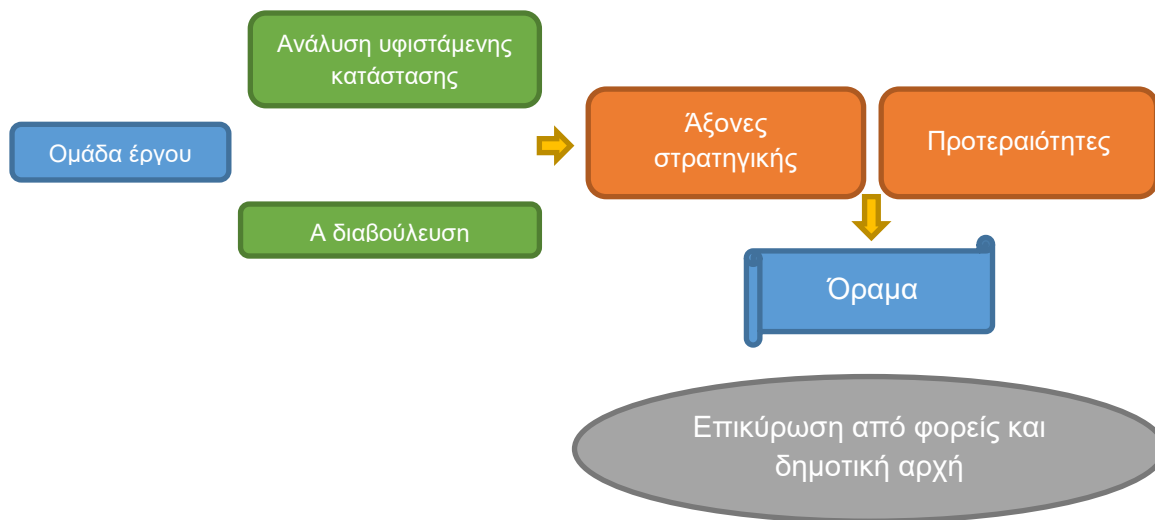 Ανάλυση υφιστάμενης
κατάστασης
Ομάδα έργου
Α διαβούλευση
Άξονες
στρατηγικής
Προτεραιότητες
Όραμα
Επικύρωση από φορείς και
δημοτική αρχή